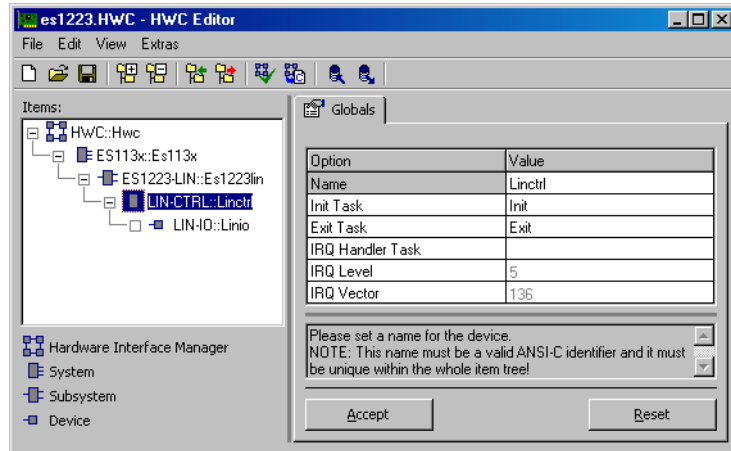 es1223.HWC - HWC Editor
File Edit View Extras
Items:
HWC::Hwc
ES113x::Es113x
ES1223-LIN::Es1223lin
LIN-CTRL::Linctrl
LIN-IO::Linio
Hardware Interface Manager
System
Subsystem
Device
Globals
Option Value
Name Linctrl
Init Task Init
Exit Task Exit
IRQ Handler Task
IRQ Level 5
IRQ Vector 136
Please set a name for the device.
NOTE: This name must be a valid ANSI-C identifier and it must
be unique within the whole item tree!
Accept Reset